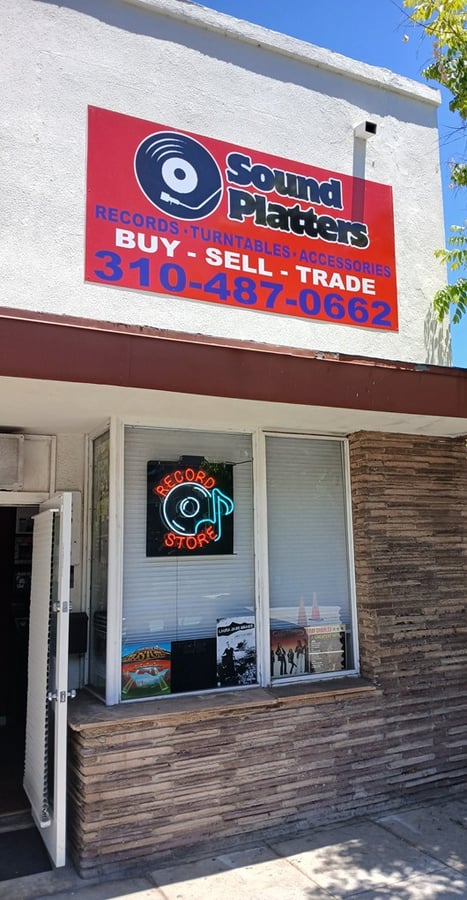 Sound
Platters
RECORDS · TURNTABLES · ACCESSORIES
BUY - SELL - TRADE
310-487-0662
RECORD
STORE
BOSTON